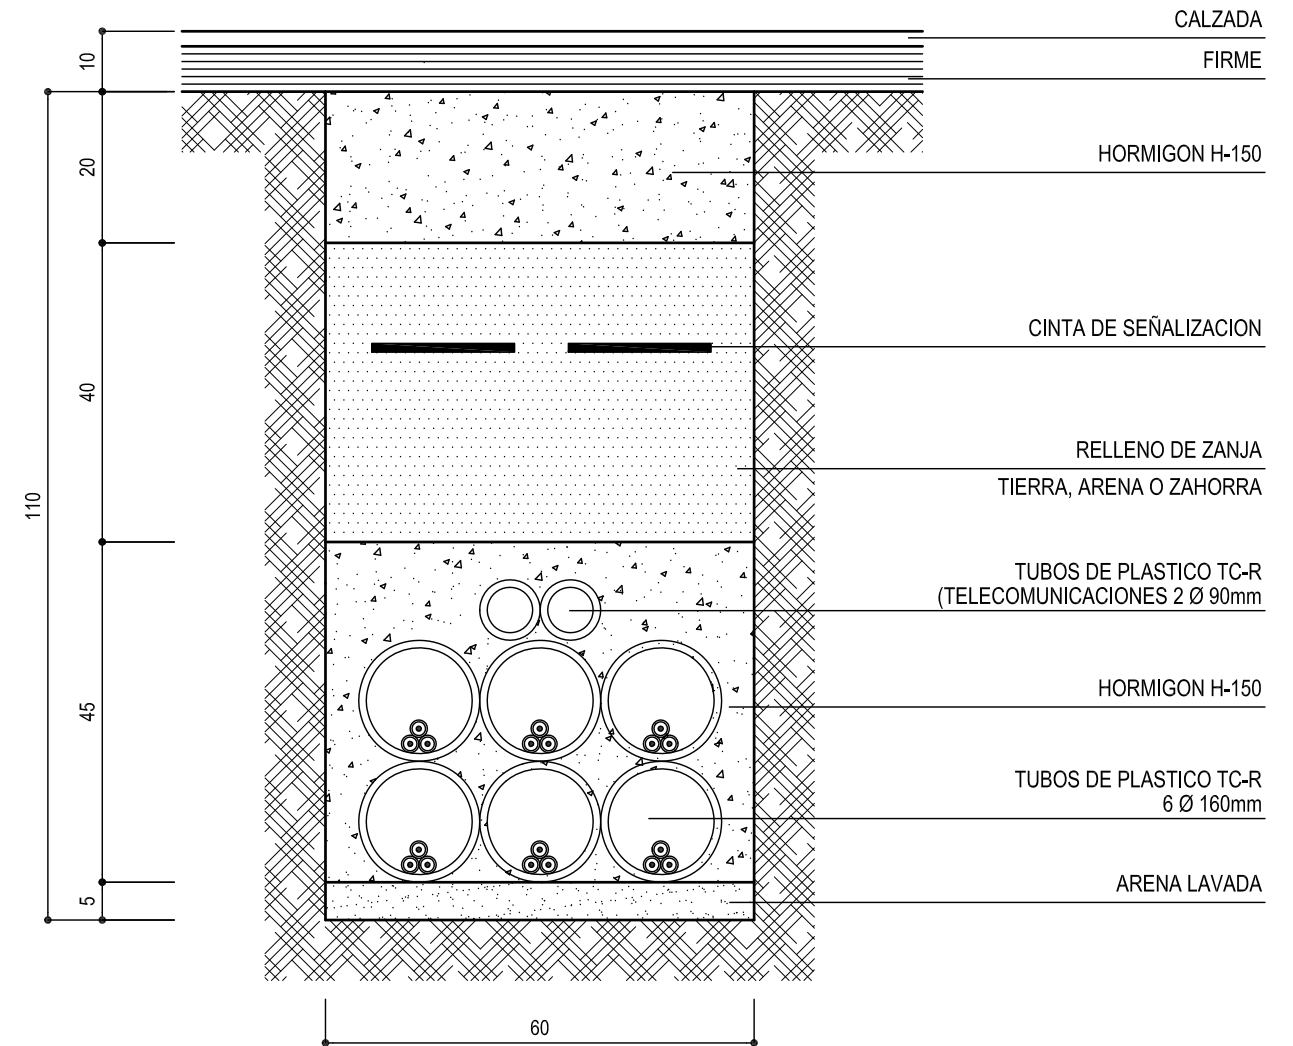 CALZADA
10
FIRME
HORMIGON H-150
20
CINTA DE SEÑALIZACION
40
RELLENO DE ZANJA
TIERRA, ARENA O ZAHORRA
110
TUBOS DE PLASTICO TC-R
(TELECOMUNICACIONES 2 Ø 90mm
HORMIGON H-150
45
TUBOS DE PLASTICO TC-R
6 Ø 160mm
ARENA LAVADA
5
60